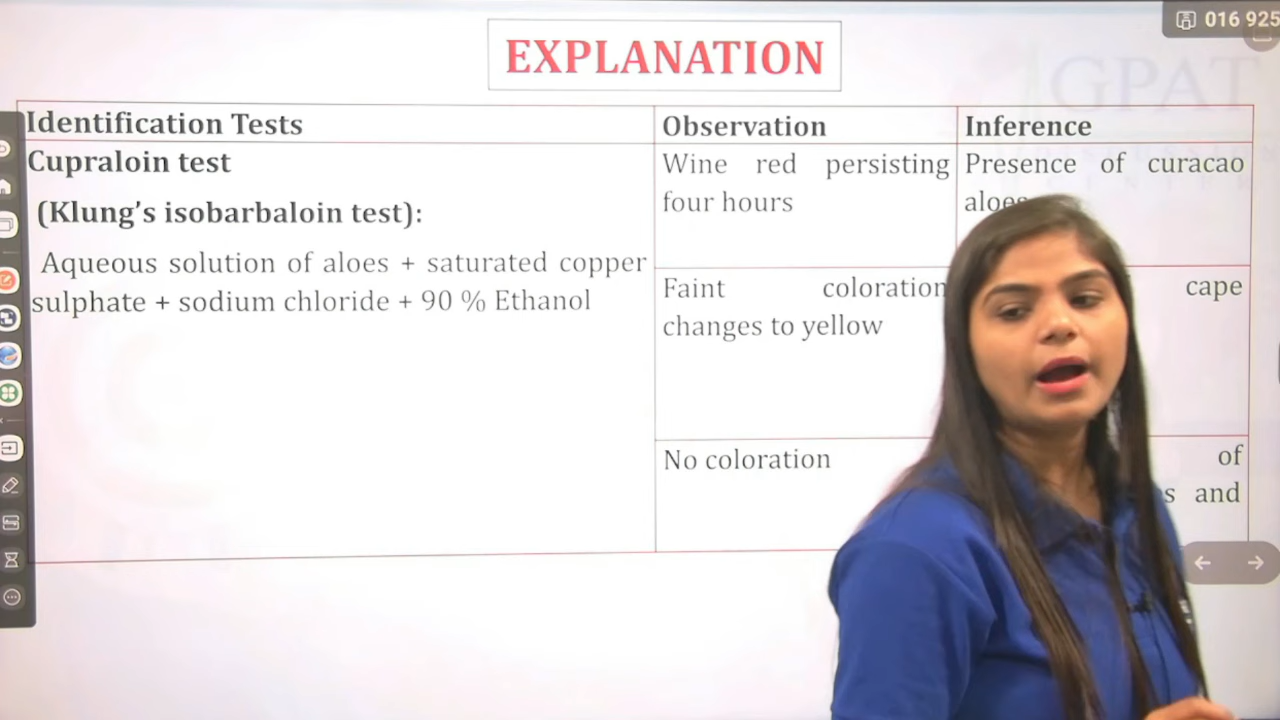 016 925
EXPLANATION
GPAT
Identification Tests
Observation
Inference
Cupraloin test
(Klung's isobarbaloin test):
Aqueous solution of aloes + saturated copper
sulphate + sodium chloride + 90 % Ethanol
Wine red persisting
four hours
Presence of curacao
aloes
Faint coloration
changes to yellow
cape
No coloration
of
and